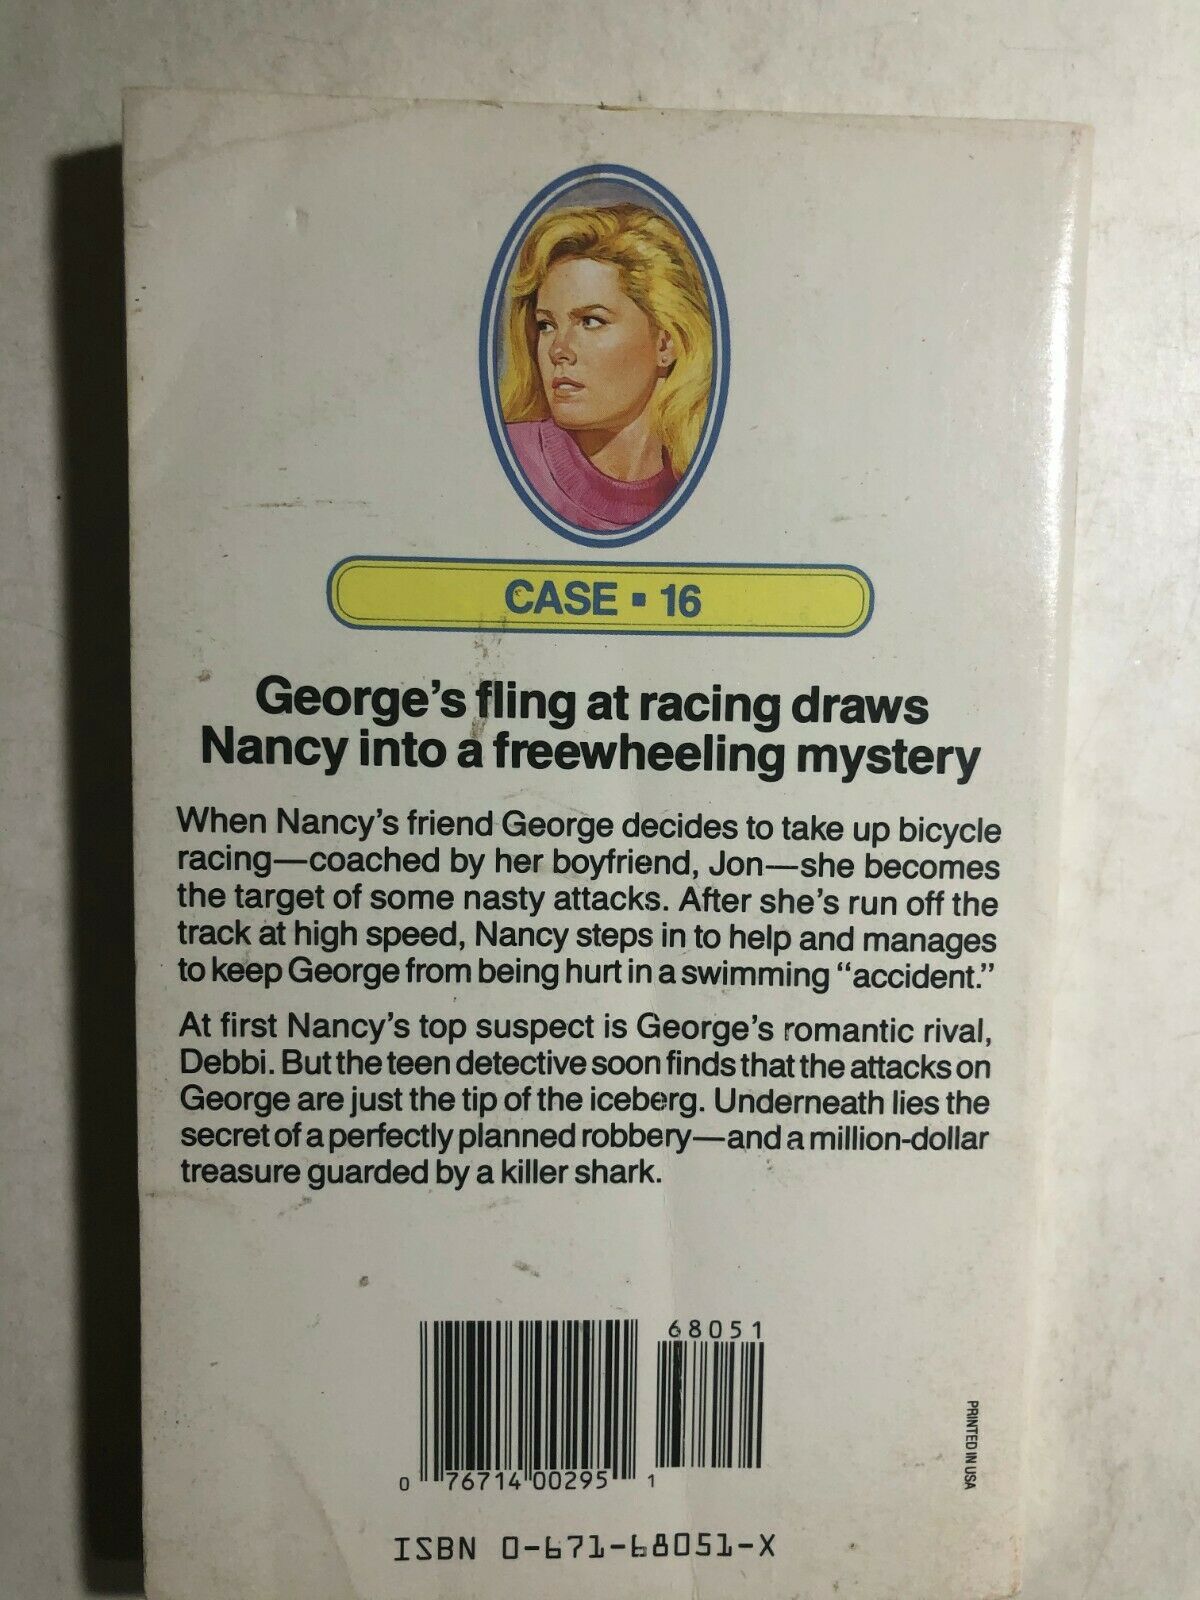 CASE ▪ 16
George's fling at racing draws
Nancy into a freewheeling mystery
When Nancy's friend George decides to take up bicycle
racing—coached by her boyfriend, Jon—she becomes
the target of some nasty attacks. After she's run off the
track at high speed, Nancy steps in to help and manages
to keep George from being hurt in a swimming "accident."
At first Nancy's top suspect is George's romantic rival,
Debbi. But the teen detective soon finds that the attacks on
George are just the tip of the iceberg. Underneath lies the
secret of a perfectly planned robbery—and a million-dollar
treasure guarded by a killer shark.
68051
0 76714 00295 1
PRINTED IN USA
ISBN 0-671-68051-X